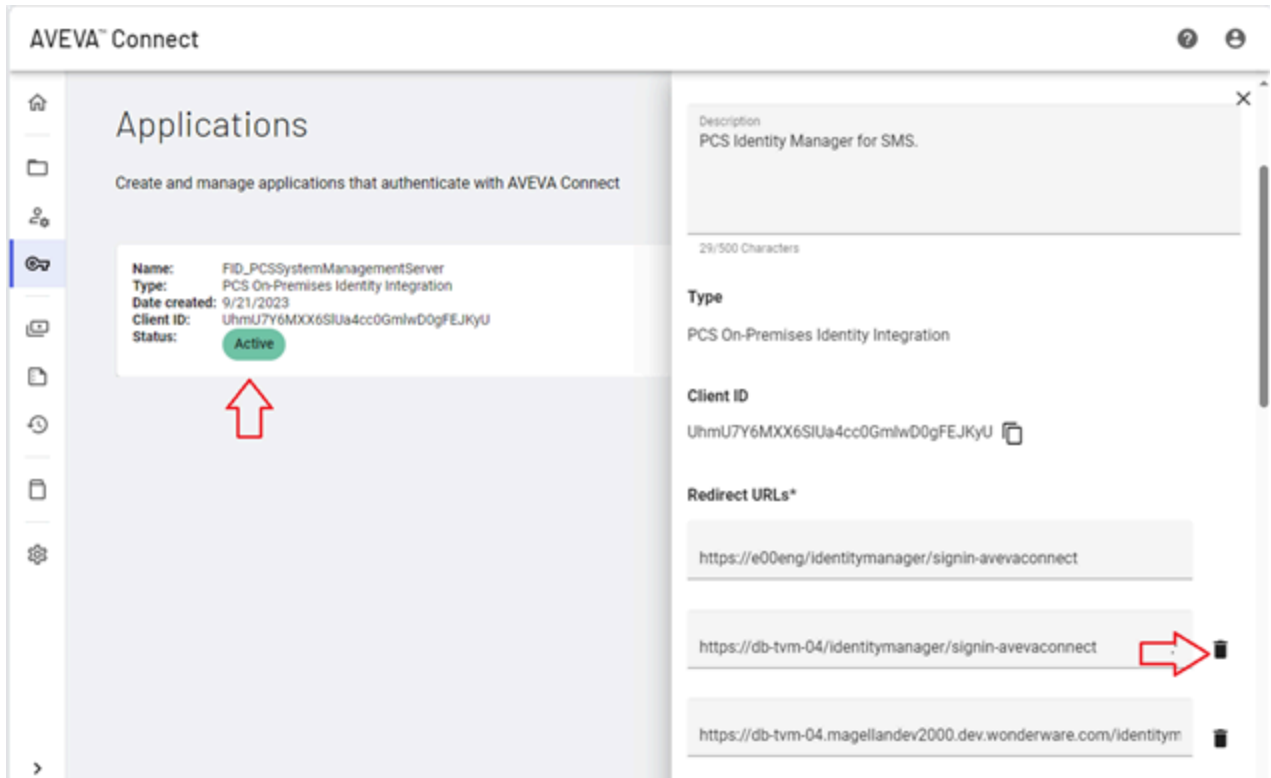 AVEVA™ Connect
Applications
Create and manage applications that authenticate with AVEVA Connect
Name: FID_PCSSystemManagementServer
Type: PCS On-Premises Identity Integration
Date created: 9/21/2023
Client ID: UhmU7Y6MXX6SlUa4cc0GmlwD0gFEJKyU
Status: Active
Description
PCS Identity Manager for SMS.
29/500 Characters
Type
PCS On-Premises Identity Integration
Client ID
UhmU7Y6MXX6SlUa4cc0GmlwD0gFEJKyU
Redirect URLs*
https://e00eng/identitymanager/signin-avevaconnect
https://db-tvm-04/identitymanager/signin-avevaconnect
https://db-tvm-04.magellandev2000.dev.wonderware.com/identitym